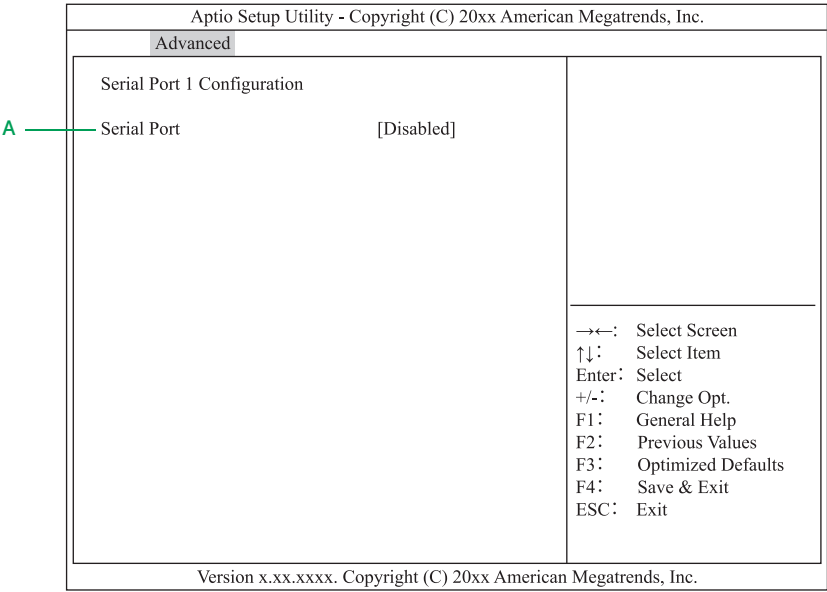 Aptio Setup Utility - Copyright (C) 20xx American Megatrends, Inc.
Advanced
Serial Port 1 Configuration
A
Serial Port [Disabled]
→←: Select Screen
↑↓: Select Item
Enter: Select
+/-: Change Opt.
F1: General Help
F2: Previous Values
F3: Optimized Defaults
F4: Save & Exit
ESC: Exit
Version x.xx.xxxx. Copyright (C) 20xx American Megatrends, Inc.